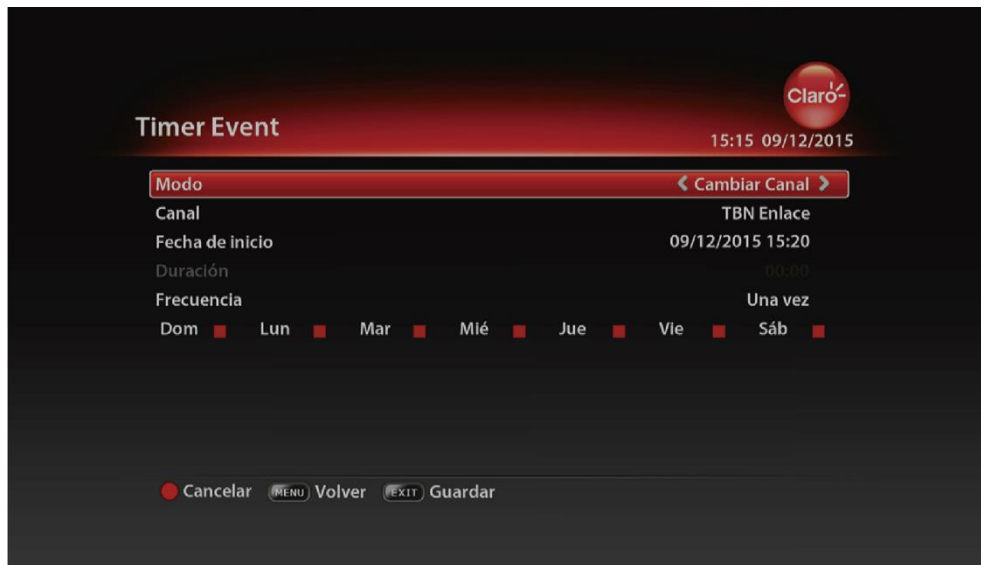 Claro-
Timer Event
15:15 09/12/2015
Modo Cambiar Canal
Canal TBN Enlace
Fecha de inicio 09/12/2015 15:20
Duración 00:00
Frecuencia Una vez
Dom Lun Mar Mié Jue Vie Sáb
Cancelar MENU Volver EXIT Guardar